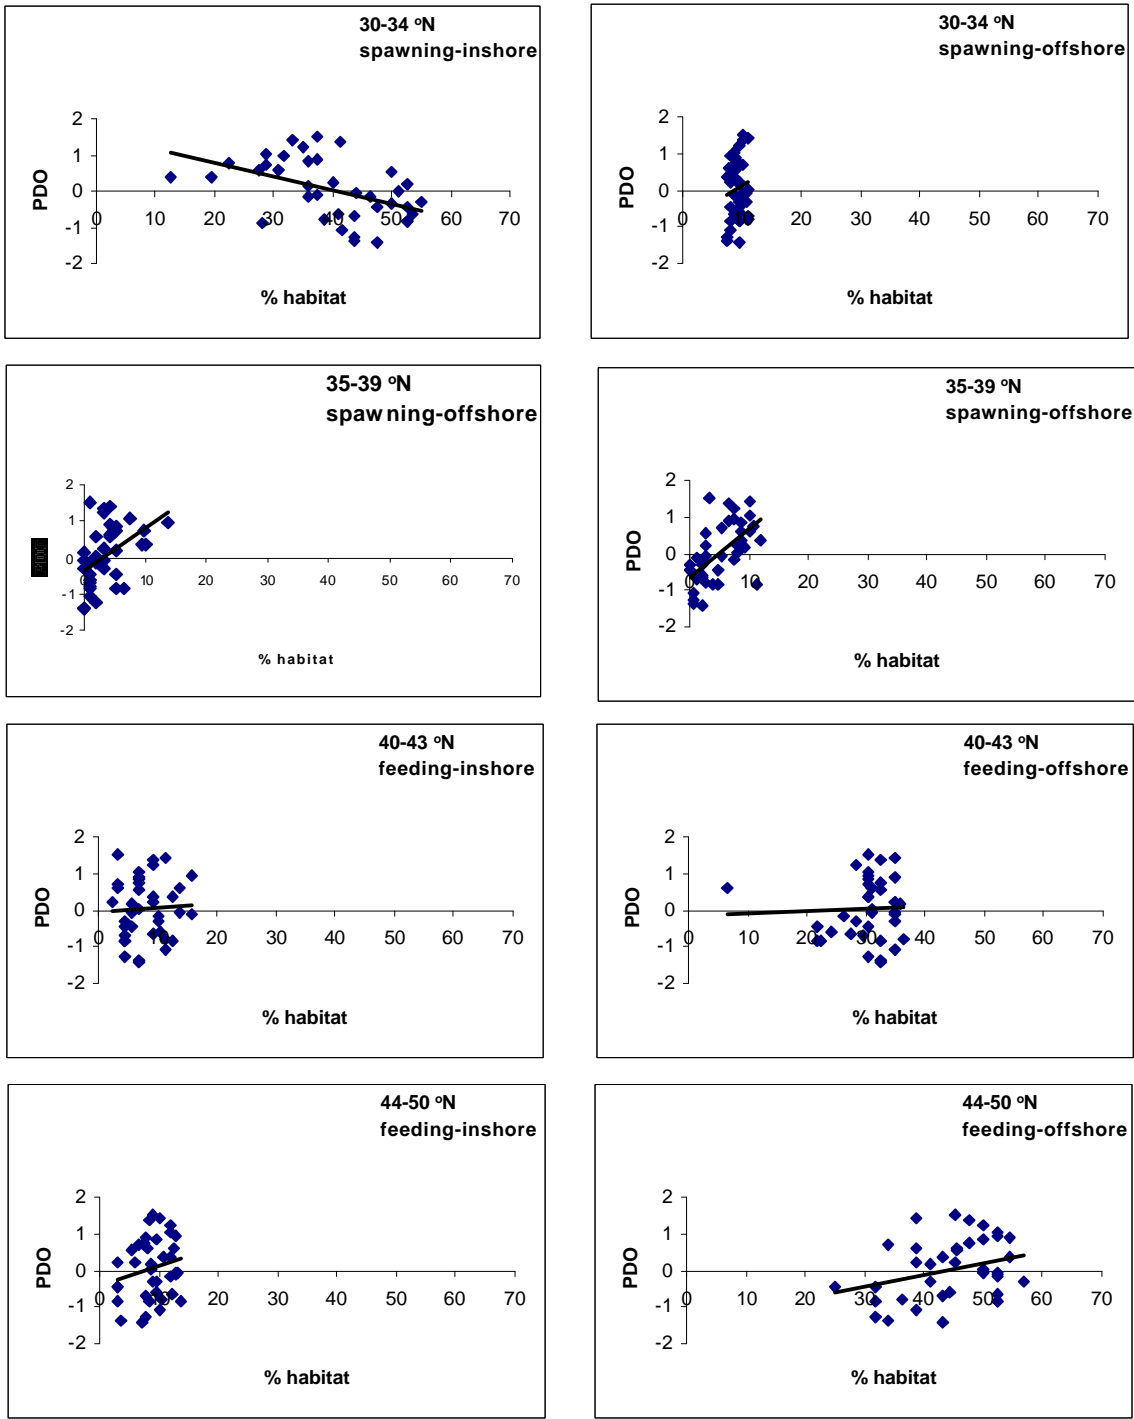 30-34 ºN
spawning-inshore
2
1
0
-1
-2
0 10 20 30 40 50 60 70
PDO
% habitat
30-34 ºN
spawning-offshore
2
1
0
-1
-2
0 10 20 30 40 50 60 70
PDO
% habitat
35-39 ºN
spawning-offshore
2
1
0
-1
-2
0 10 20 30 40 50 60 70
PDO
% habitat
35-39 ºN
spawning-offshore
2
1
0
-1
-2
0 10 20 30 40 50 60 70
PDO
% habitat
40-43 ºN
feeding-inshore
2
1
0
-1
-2
0 10 20 30 40 50 60 70
PDO
% habitat
40-43 ºN
feeding-offshore
2
1
0
-1
-2
0 10 20 30 40 50 60 70
PDO
% habitat
44-50 ºN
feeding-inshore
2
1
0
-1
-2
0 10 20 30 40 50 60 70
PDO
% habitat
44-50 ºN
feeding-offshore
2
1
0
-1
-2
0 10 20 30 40 50 60 70
PDO
% habitat